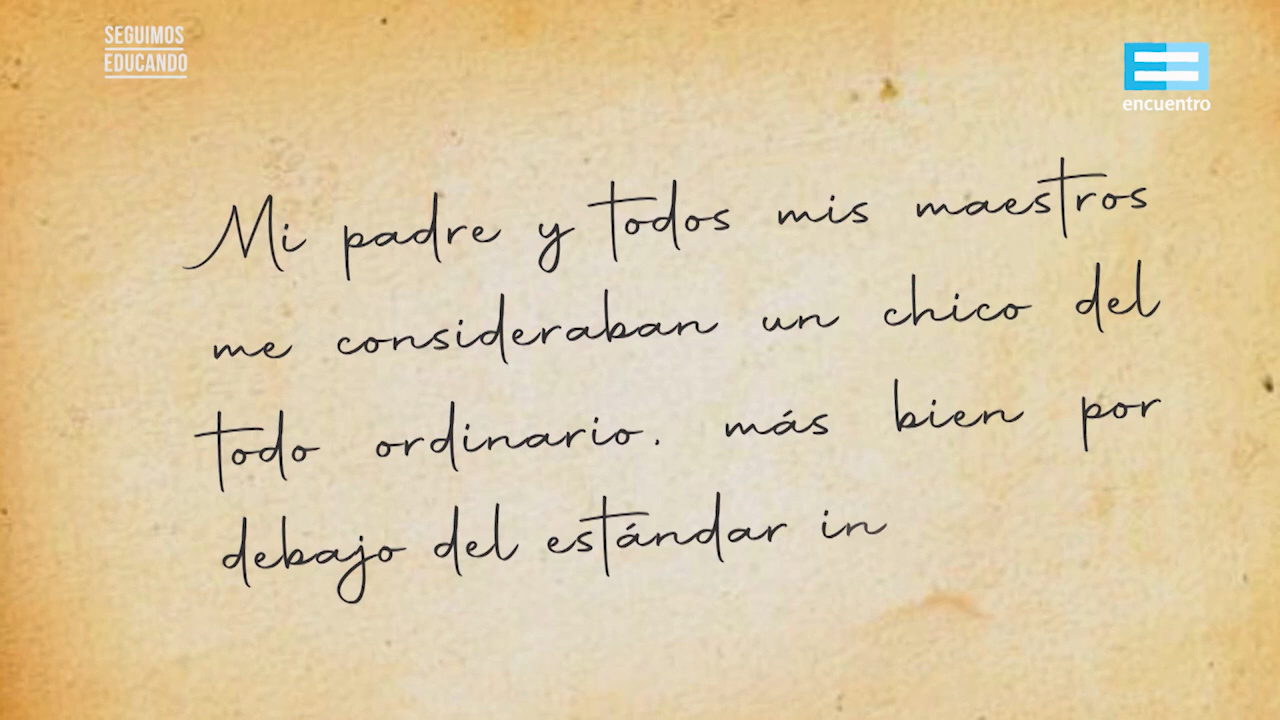 SEGUIMOS
EDUCANDO
encuentro
Mi padre y todos mis maestros
me consideraban un chico del
todo ordinario. más bien por
debajo del estándar in